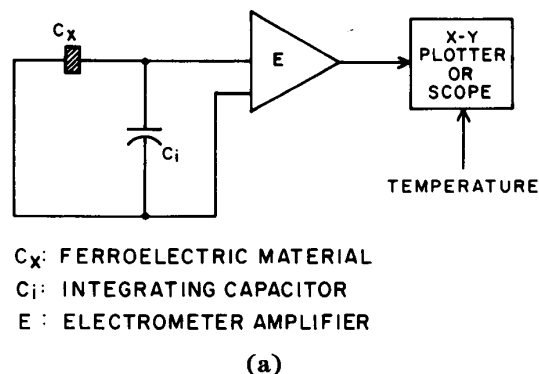 Cx
E
X-Y
PLOTTER
OR
SCOPE
Ci
TEMPERATURE
Cx: FERROELECTRIC MATERIAL
Ci: INTEGRATING CAPACITOR
E : ELECTROMETER AMPLIFIER
(a)